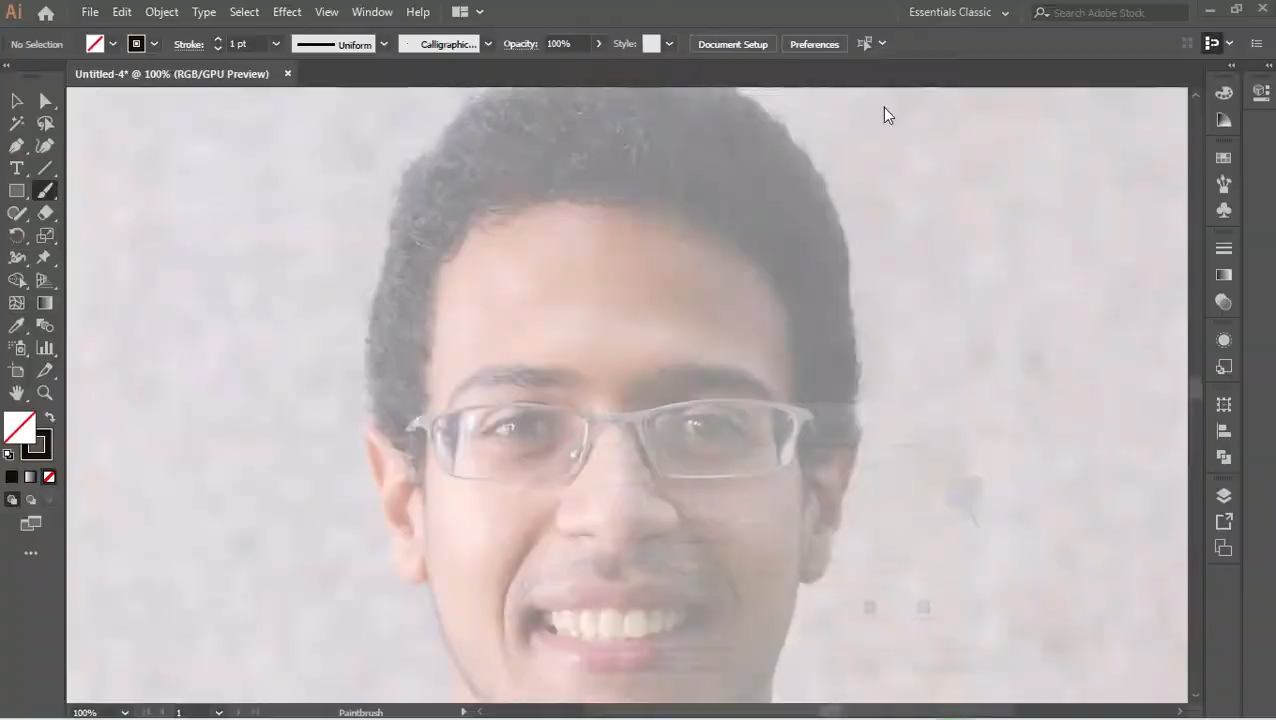 Ai File Edit Object Type Select Effect View Window Help Essentials Classic Search Adobe Stock
No Selection Stroke: 1 pt Uniform Calligraphic... Opacity: 100% Style: Document Setup Preferences
Untitled-4* @ 100% (RGB/GPU Preview)
100% 1 Paintbrush